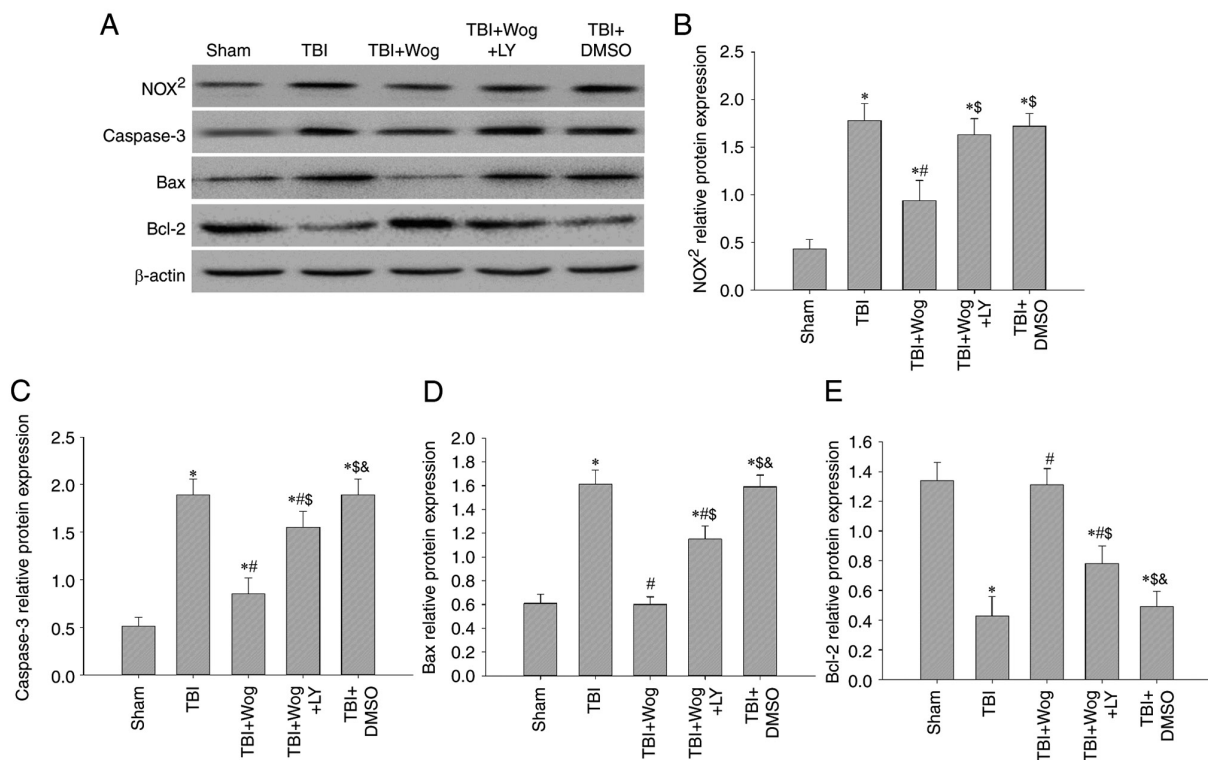 A
Sham
TBI
TBI+Wog
TBI+Wog
+LY
TBI+
DMSO
NOX²
Caspase-3
Bax
Bcl-2
β-actin
B
NOX² relative protein expression
2.5
2.0
1.5
1.0
0.5
0.0
*
*#
*$
*$
Sham
TBI
TBI+Wog
TBI+Wog
+LY
TBI+
DMSO
C
Caspase-3 relative protein expression
2.5
2.0
1.5
1.0
0.5
0.0
*
*#
*#$
*$&
Sham
TBI
TBI+Wog
TBI+Wog
+LY
TBI+
DMSO
D
Bax relative protein expression
2.0
1.8
1.6
1.4
1.2
1.0
0.8
0.6
0.4
0.2
0.0
*
#
*#$
*$&
Sham
TBI
TBI+Wog
TBI+Wog
+LY
TBI+
DMSO
E
Bcl-2 relative protein expression
1.6
1.4
1.2
1.0
0.8
0.6
0.4
0.2
0.0
*
#
*#$
*$&
Sham
TBI
TBI+Wog
TBI+Wog
+LY
TBI+
DMSO